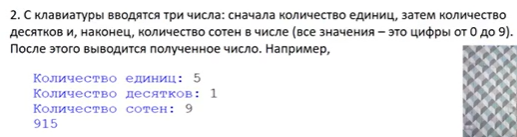 2. С клавиатуры вводятся три числа: сначала количество единиц, затем количество
десятков и, наконец, количество сотен в числе (все значения – это цифры от 0 до 9).
После этого выводится полученное число. Например,
Количество единиц: 5
Количество десятков: 1
Количество сотен: 9
915